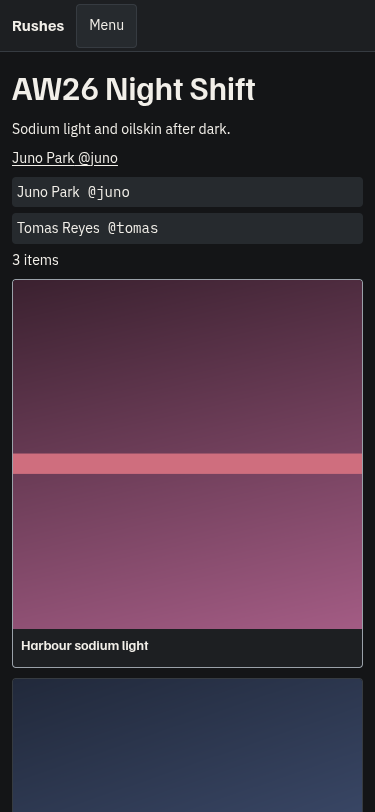 Rushes
Menu
AW26 Night Shift
Sodium light and oilskin after dark.
Juno Park @juno
Juno Park @juno
Tomas Reyes @tomas
3 items
Harbour sodium light